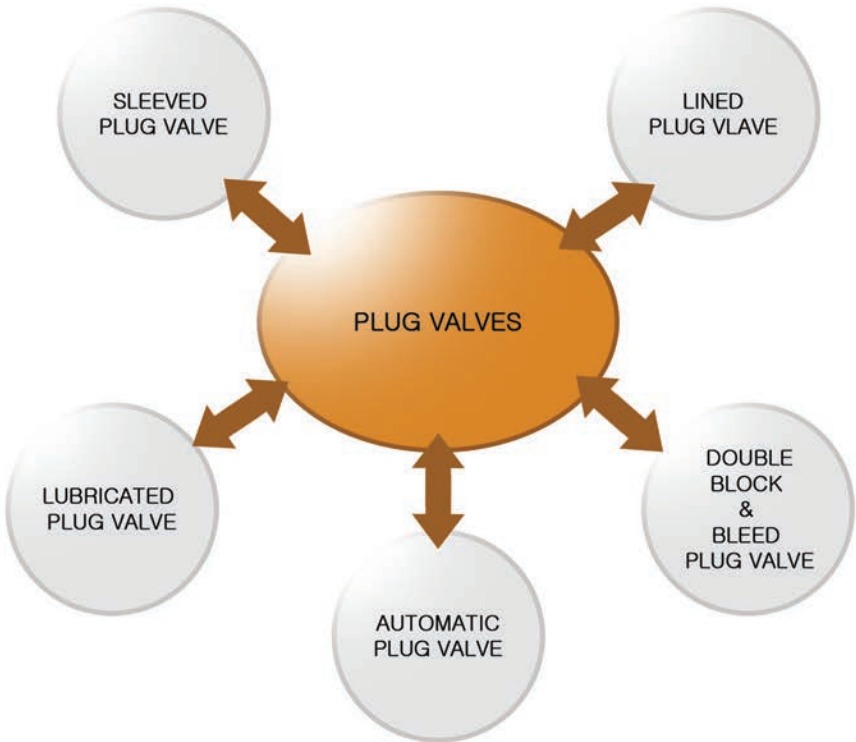 SLEEVED
PLUG VALVE
LINED
PLUG VLAVE
PLUG VALVES
LUBRICATED
PLUG VALVE
DOUBLE
BLOCK
&
BLEED
PLUG VALVE
AUTOMATIC
PLUG VALVE